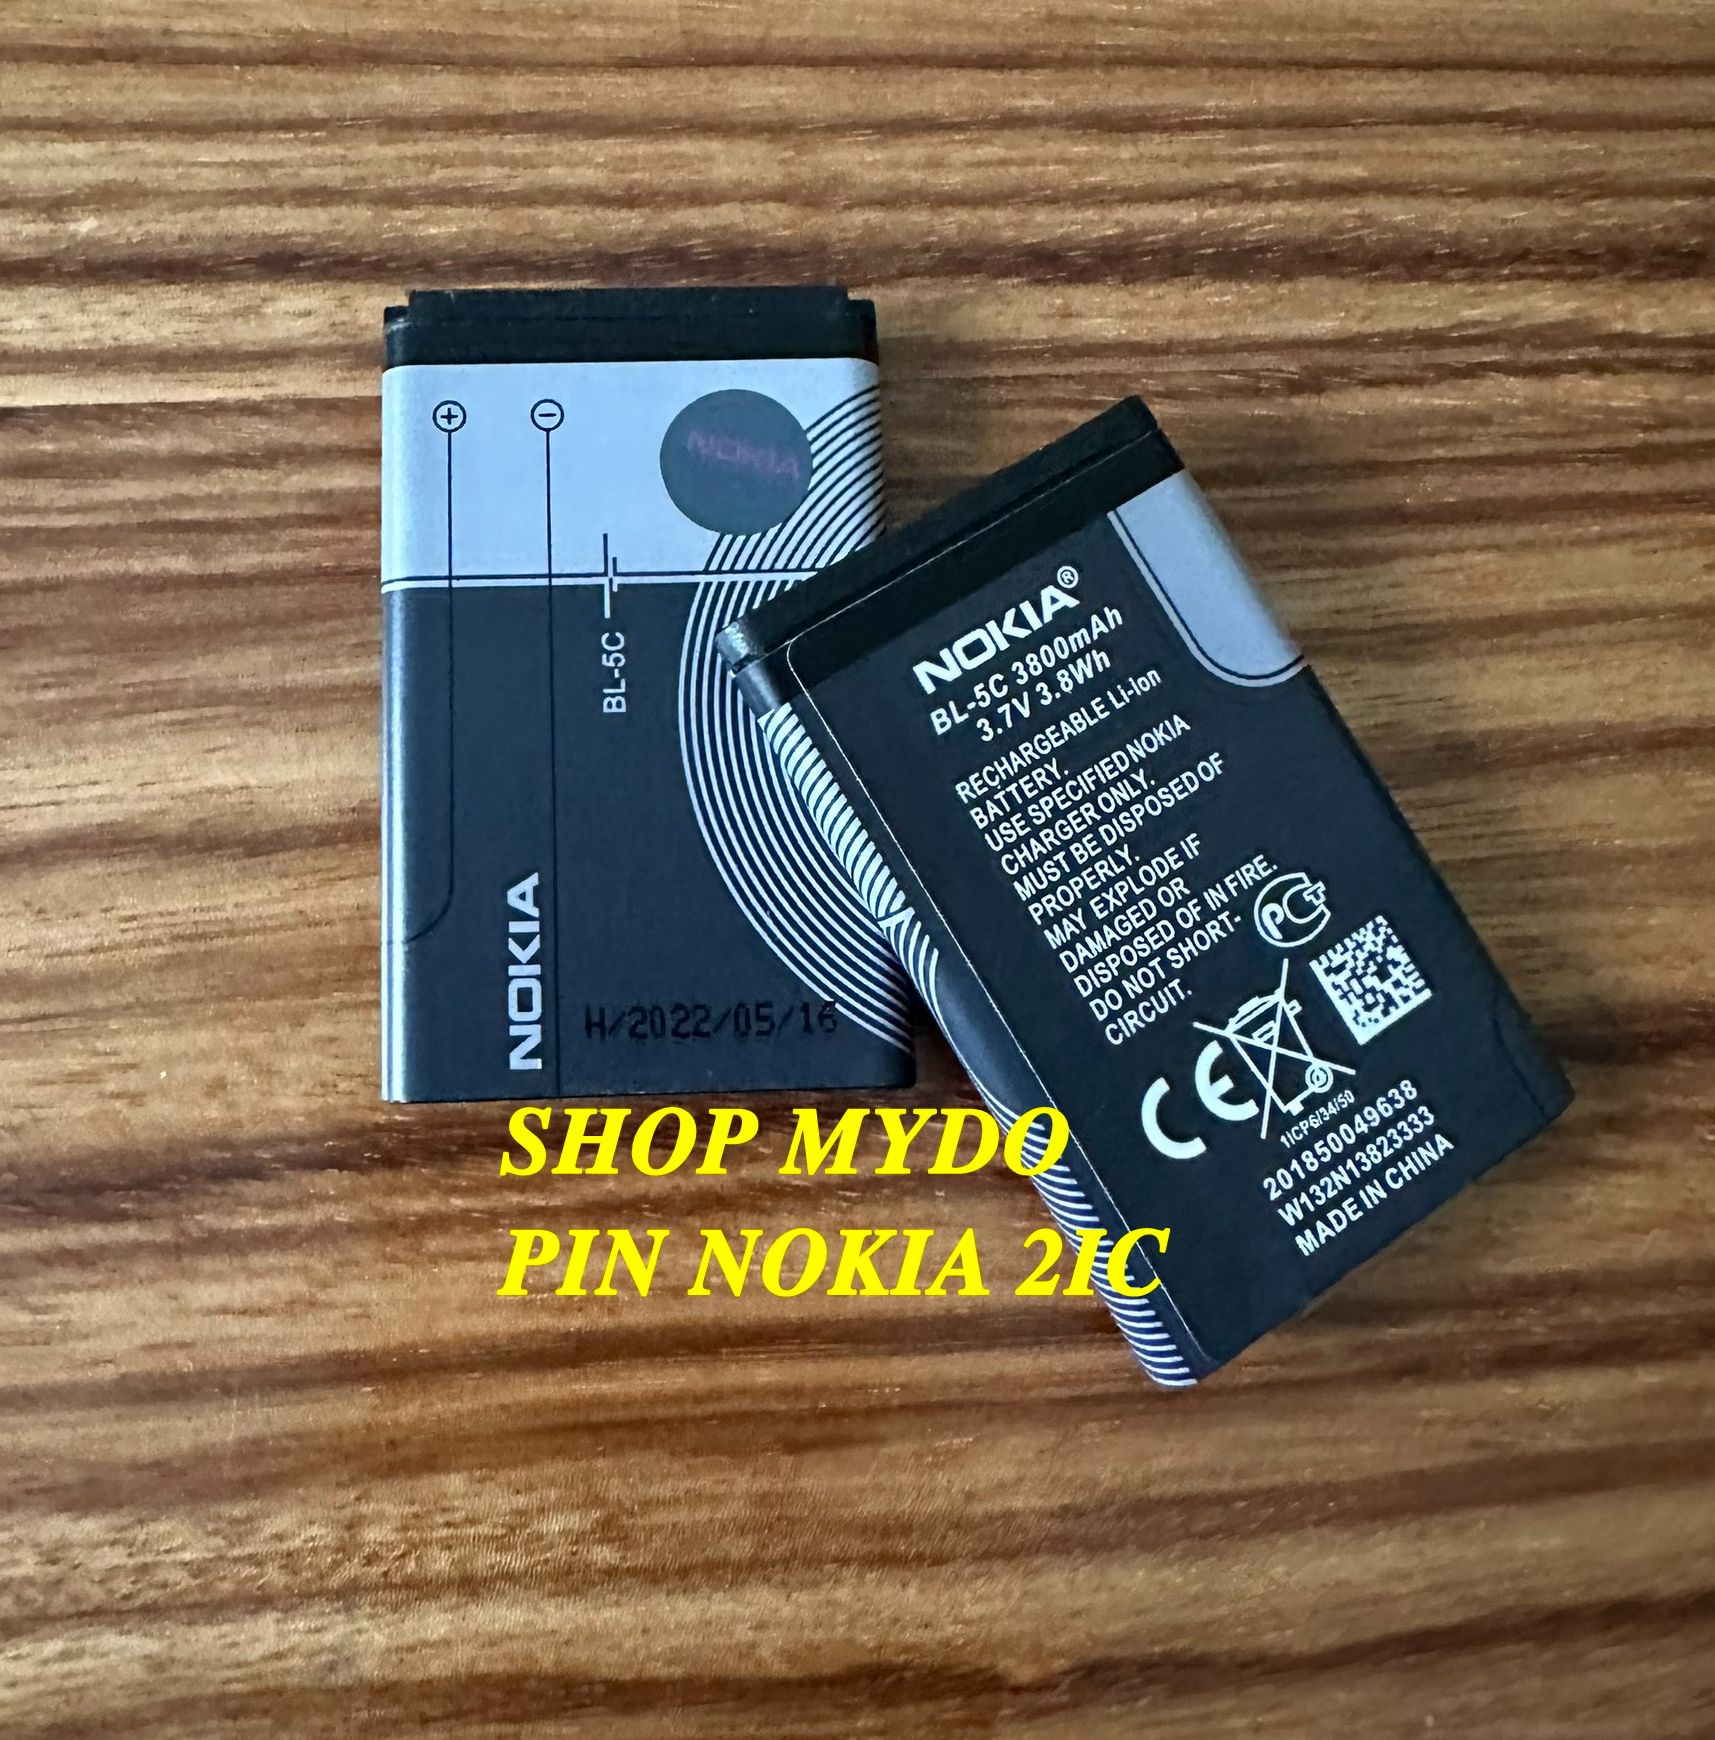 NOKIA
BL-5C
NOKIA
H/2022/05/16
NOKIA®
BL-5C 3800mAh
3.7V 3.8Wh
RECHARGEABLE Li-Ion
BATTERY.
USE SPECIFIED NOKIA
CHARGER ONLY.
MUST BE DISPOSED OF
PROPERLY.
MAY EXPLODE IF
DAMAGED OR
DISPOSED OF IN FIRE.
DO NOT SHORT-
CIRCUIT.
PCT
CE
1ICP6/34/50
201850049638
W132N13823333
MADE IN CHINA
SHOP MYDO
PIN NOKIA 2IC